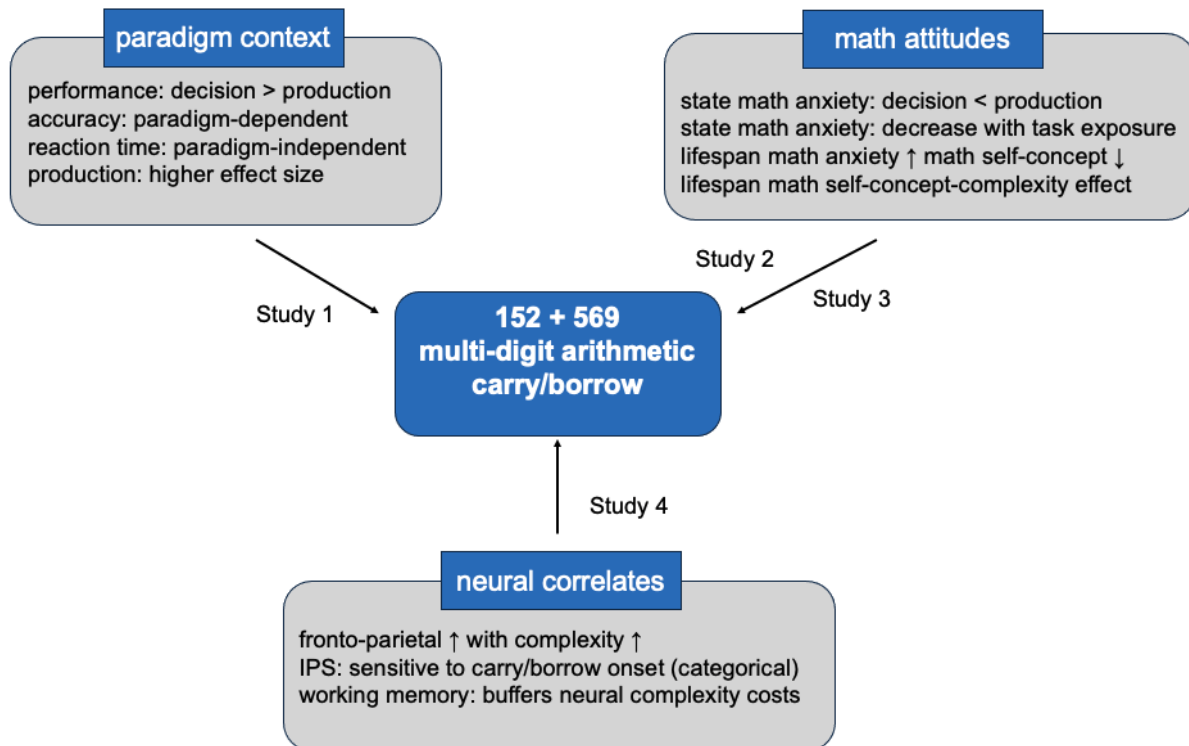 paradigm context
performance: decision > production
accuracy: paradigm-dependent
reaction time: paradigm-independent
production: higher effect size
math attitudes
state math anxiety: decision < production
state math anxiety: decrease with task exposure
lifespan math anxiety ↑ math self-concept ↓
lifespan math self-concept-complexity effect
Study 1
Study 2
Study 3
152 + 569
multi-digit arithmetic
carry/borrow
Study 4
neural correlates
fronto-parietal ↑ with complexity ↑
IPS: sensitive to carry/borrow onset (categorical)
working memory: buffers neural complexity costs